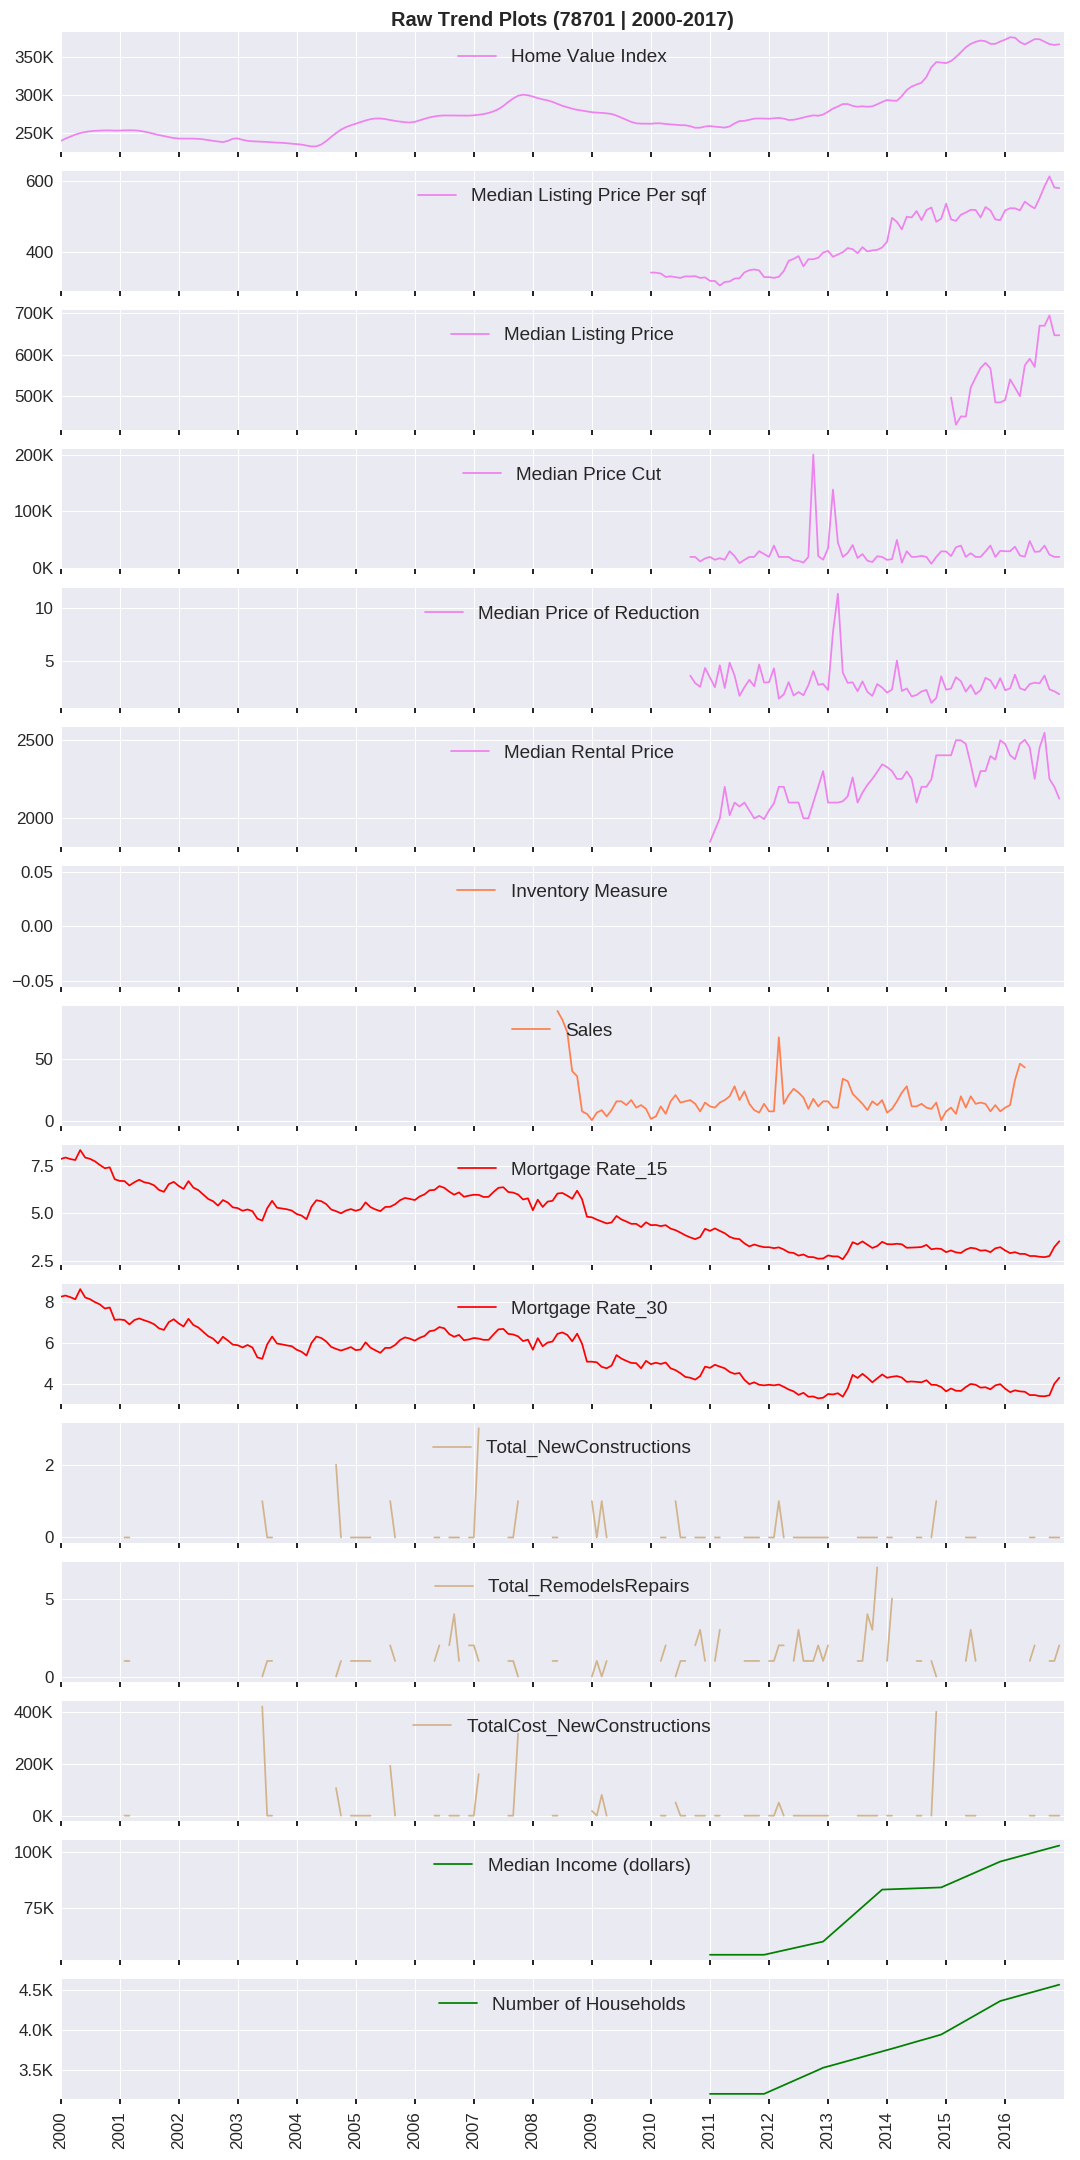 Raw Trend Plots (78701 | 2000-2017)
Home Value Index
350K
300K
250K
Median Listing Price Per sqf
600
400
Median Listing Price
700K
600K
500K
Median Price Cut
200K
100K
0K
Median Price of Reduction
10
5
Median Rental Price
2500
2000
Inventory Measure
0.05
0.00
−0.05
Sales
50
0
Mortgage Rate_15
7.5
5.0
2.5
Mortgage Rate_30
8
6
4
Total_NewConstructions
2
0
Total_RemodelsRepairs
5
0
TotalCost_NewConstructions
400K
200K
0K
Median Income (dollars)
100K
75K
Number of Households
4.5K
4.0K
3.5K
2000
2001
2002
2003
2004
2005
2006
2007
2008
2009
2010
2011
2012
2013
2014
2015
2016